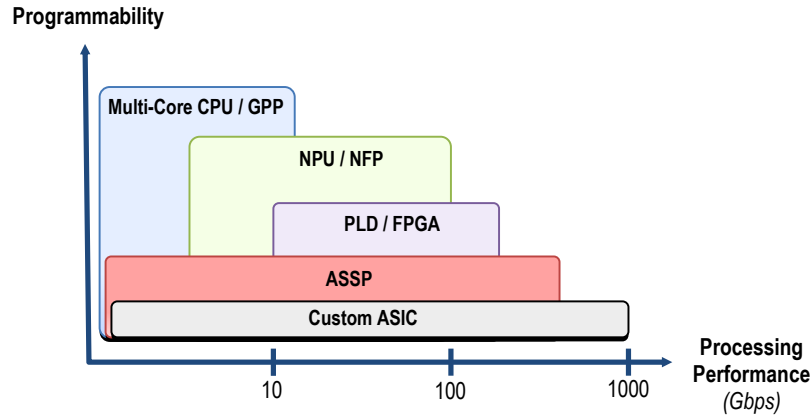 Programmability
Multi-Core CPU / GPP
NPU / NFP
PLD / FPGA
ASSP
Custom ASIC
10
100
1000
Processing
Performance
(Gbps)